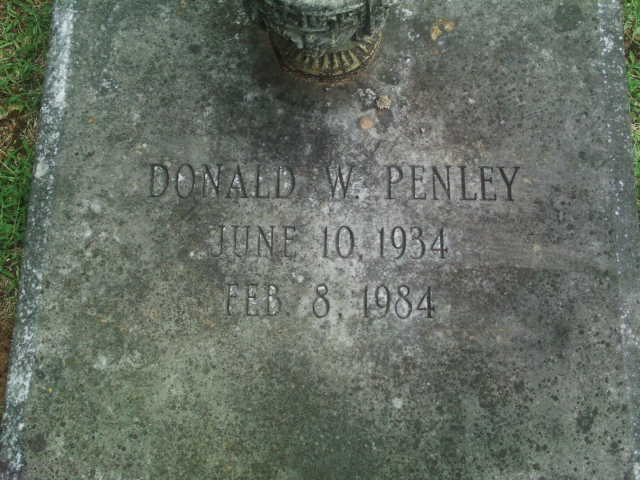 DONALD W. PENLEY
JUNE 10, 1934
FEB. 8, 1984